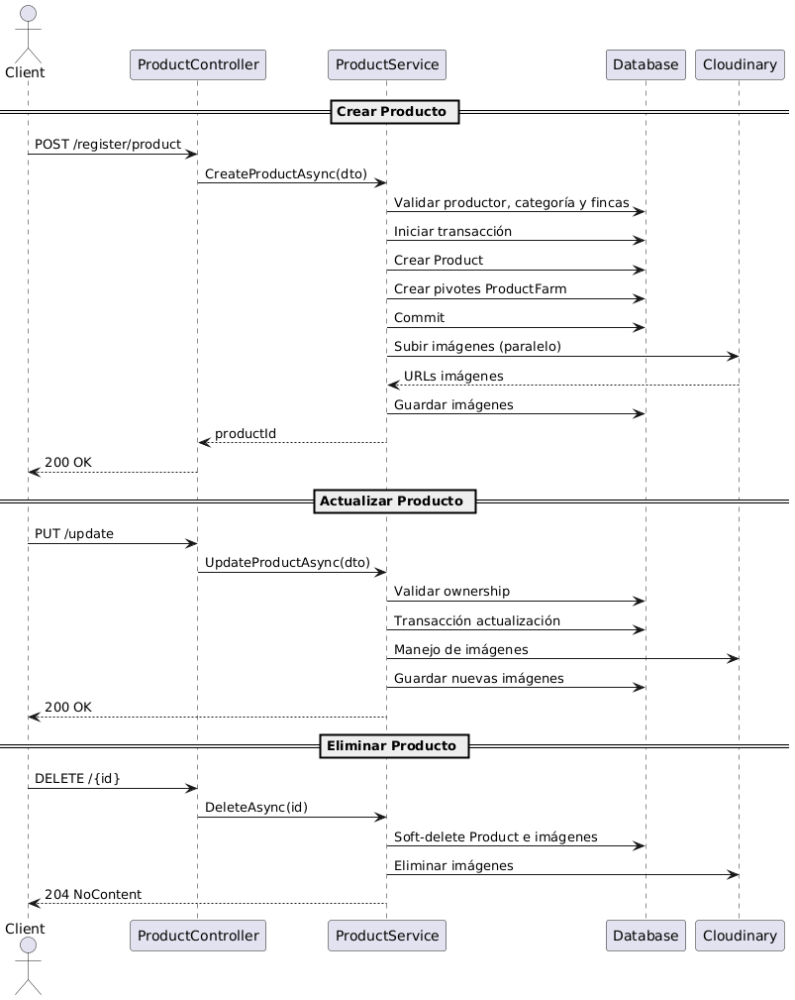 Client
ProductController
ProductService
Database
Cloudinary
Crear Producto
POST /register/product
CreateProductAsync(dto)
Validar productor, categoría y fincas
Iniciar transacción
Crear Product
Crear pivotes ProductFarm
Commit
Subir imágenes (paralelo)
URLs imágenes
Guardar imágenes
productId
200 OK
Actualizar Producto
PUT /update
UpdateProductAsync(dto)
Validar ownership
Transacción actualización
Manejo de imágenes
Guardar nuevas imágenes
200 OK
Eliminar Producto
DELETE /{id}
DeleteAsync(id)
Soft-delete Product e imágenes
Eliminar imágenes
204 NoContent
Client
ProductController
ProductService
Database
Cloudinary